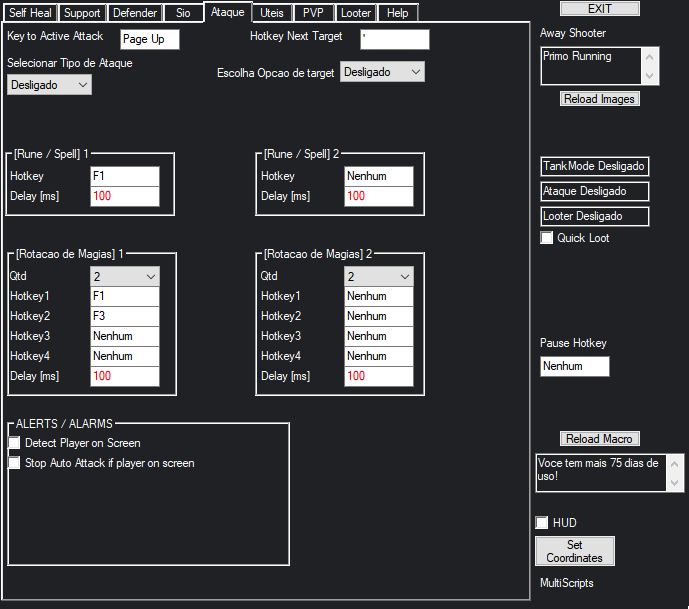 Self Heal Support Defender Sio Ataque Uteis PVP Looter Help
EXIT
Key to Active Attack Page Up Hotkey Next Target '
Away Shooter
Primo Running
Selecionar Tipo de Ataque
Desligado
Escolha Opcao de target Desligado
Reload Images
[Rune / Spell] 1
Hotkey F1
Delay [ms] 100
[Rune / Spell] 2
Hotkey Nenhum
Delay [ms] 100
TankMode Desligado
Ataque Desligado
Looter Desligado
Quick Loot
[Rotacao de Magias] 1
Qtd 2
Hotkey1 F1
Hotkey2 F3
Hotkey3 Nenhum
Hotkey4 Nenhum
Delay [ms] 100
[Rotacao de Magias] 2
Qtd 2
Hotkey1 Nenhum
Hotkey2 Nenhum
Hotkey3 Nenhum
Hotkey4 Nenhum
Delay [ms] 100
Pause Hotkey
Nenhum
ALERTS / ALARMS
Detect Player on Screen
Stop Auto Attack if player on screen
Reload Macro
Voce tem mais 75 dias de
uso!
HUD
Set
Coordinates
MultiScripts